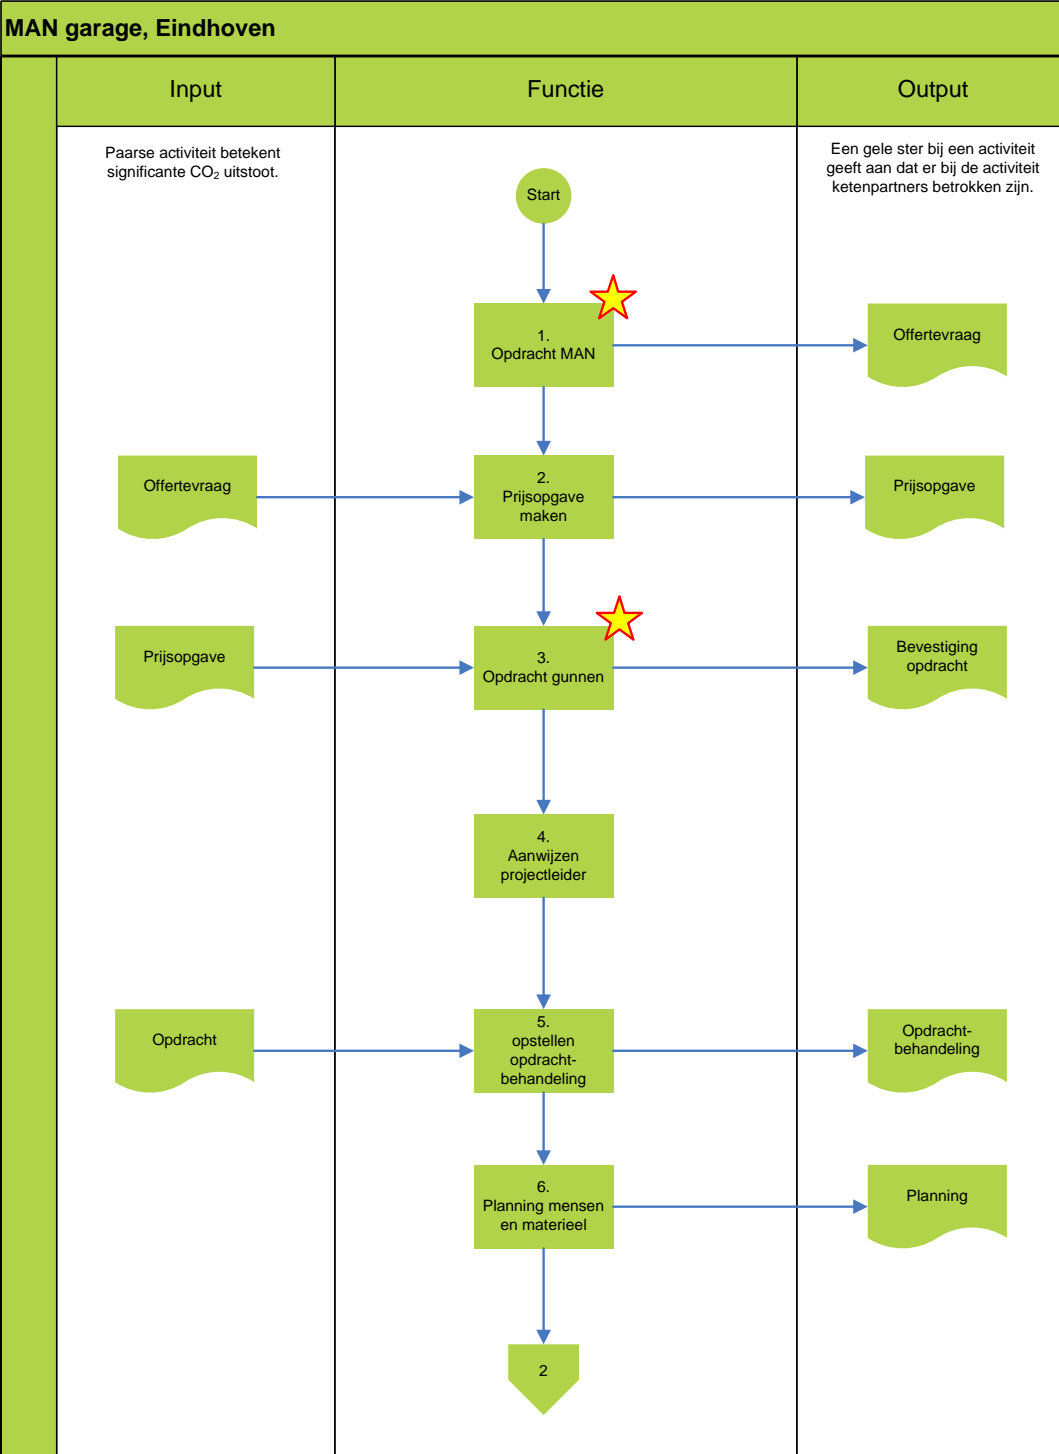 MAN garage, Eindhoven
Input
Functie
Output
Paarse activiteit betekent
significante CO₂ uitstoot.
Een gele ster bij een activiteit
geeft aan dat er bij de activiteit
ketenpartners betrokken zijn.
Start
1.
Opdracht MAN
Offertevraag
Offertevraag
2.
Prijsopgave
maken
Prijsopgave
Prijsopgave
3.
Opdracht gunnen
Bevestiging
opdracht
4.
Aanwijzen
projectleider
Opdracht
5.
opstellen
opdracht-
behandeling
Opdracht-
behandeling
6.
Planning mensen
en materieel
Planning
2